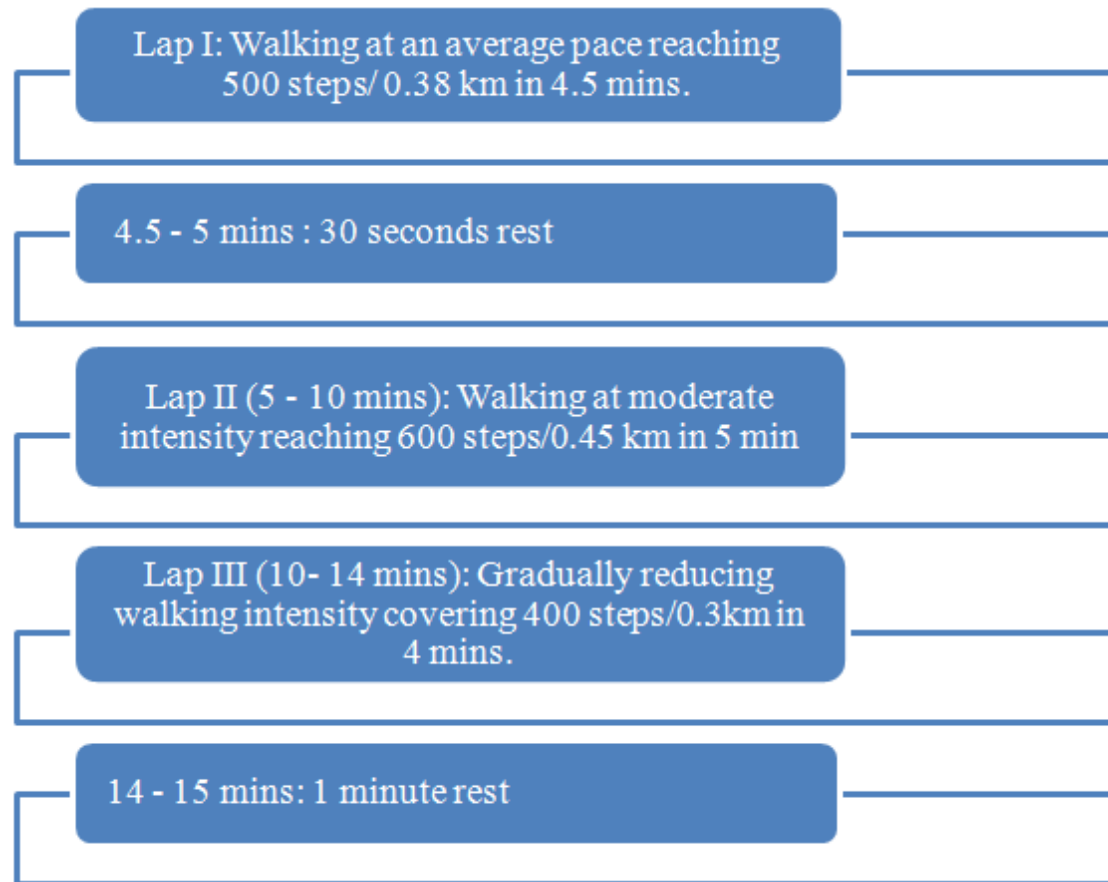 Lap I: Walking at an average pace reaching
500 steps/ 0.38 km in 4.5 mins.
4.5 - 5 mins : 30 seconds rest
Lap II (5 - 10 mins): Walking at moderate
intensity reaching 600 steps/0.45 km in 5 min
Lap III (10- 14 mins): Gradually reducing
walking intensity covering 400 steps/0.3km in
4 mins.
14 - 15 mins: 1 minute rest